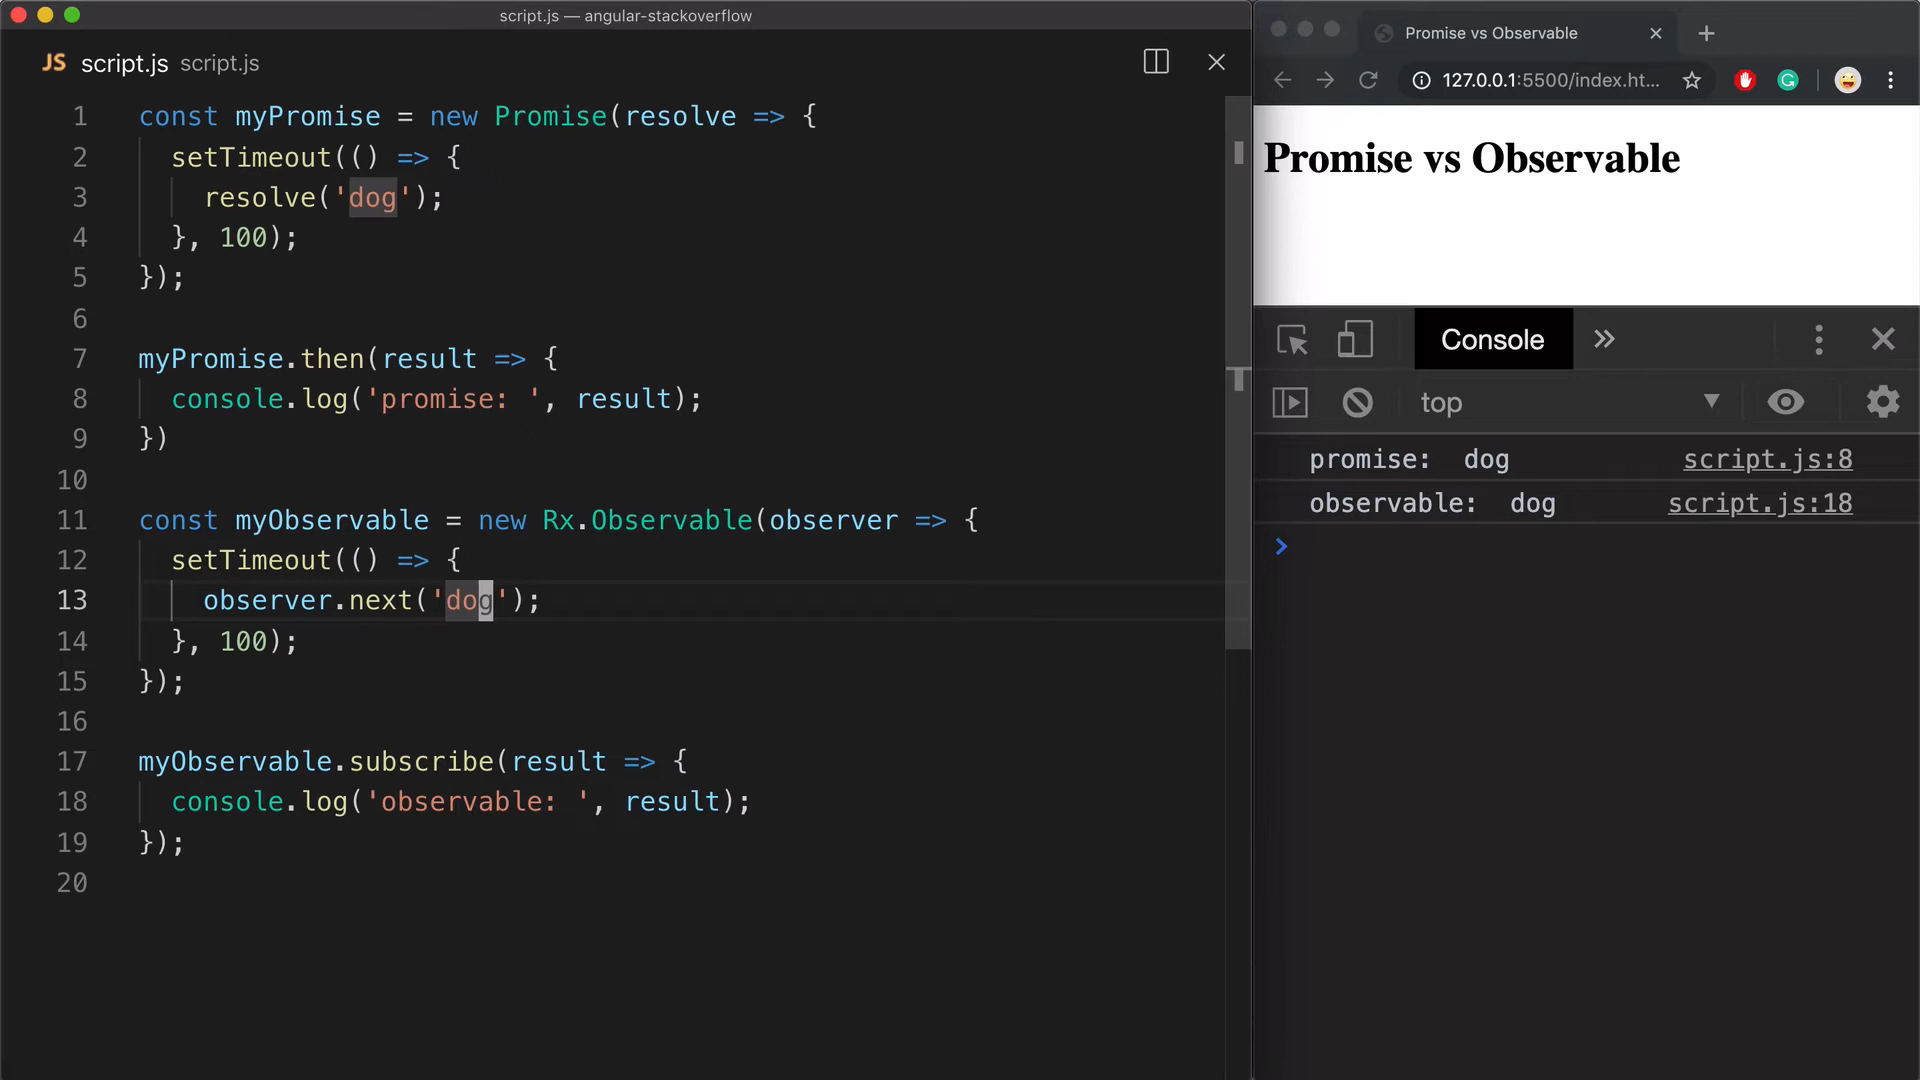 script.js — angular-stackoverflow
JS script.js script.js
1 const myPromise = new Promise(resolve => {
2 setTimeout(() => {
3 resolve('dog');
4 }, 100);
5 });
6
7 myPromise.then(result => {
8 console.log('promise: ', result);
9 })
10
11 const myObservable = new Rx.Observable(observer => {
12 setTimeout(() => {
13 observer.next('dog');
14 }, 100);
15 });
16
17 myObservable.subscribe(result => {
18 console.log('observable: ', result);
19 });
20
Promise vs Observable
127.0.0.1:5500/index.ht...
Promise vs Observable
Console
top
promise: dog script.js:8
observable: dog script.js:18